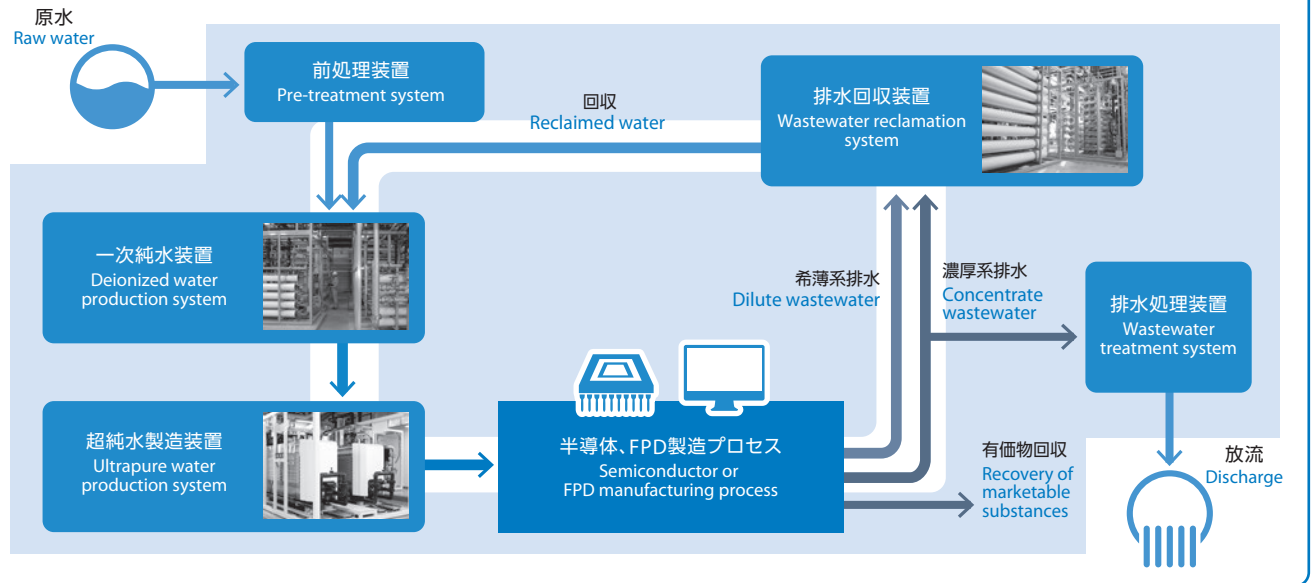 原水
Raw water
前処理装置
Pre-treatment system
回収
Reclaimed water
排水回収装置
Wastewater reclamation
system
一次純水装置
Deionized water
production system
希薄系排水
Dilute wastewater
濃厚系排水
Concentrate
wastewater
排水処理装置
Wastewater
treatment system
超純水製造装置
Ultrapure water
production system
半導体、FPD製造プロセス
Semiconductor or
FPD manufacturing process
有価物回収
Recovery of
marketable
substances
放流
Discharge